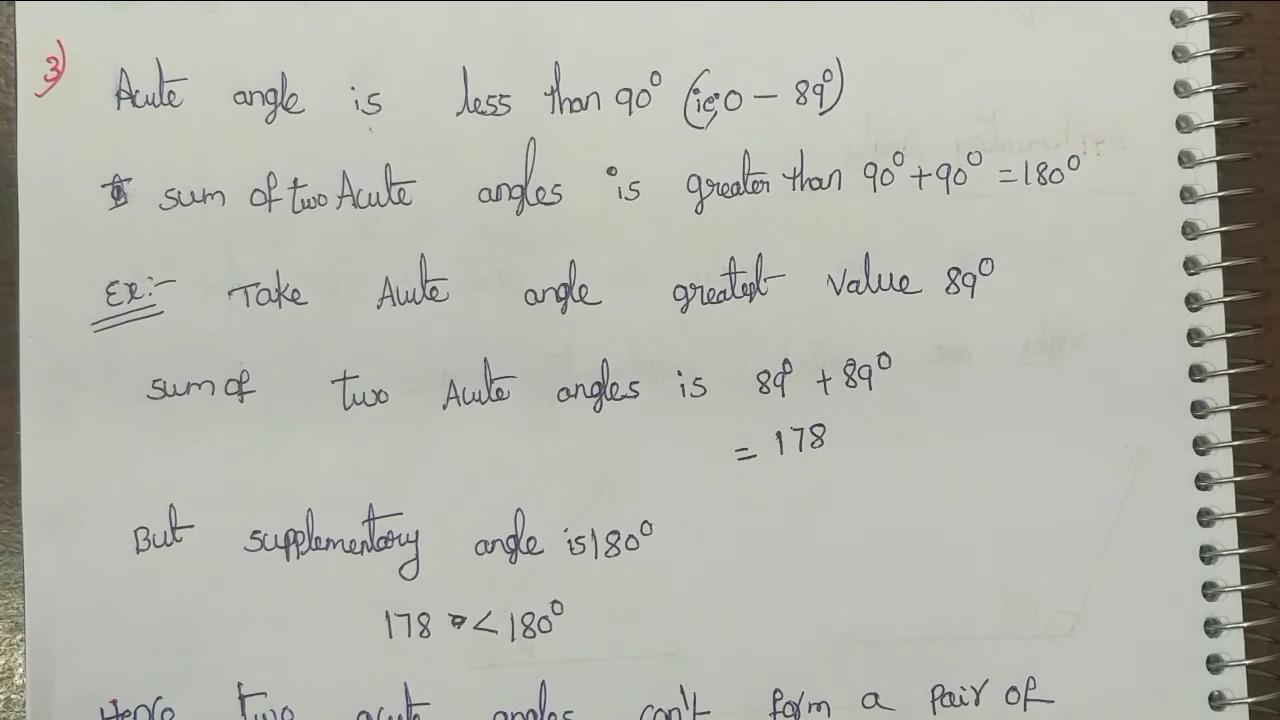 3) Acute angle is less than 90° (ie; 0 - 89°)
sum of two Acute angles is greater than 90° + 90° = 180°
Ex:- Take Acute angle greatest value 89°
sum of two Acute angles is 89° + 89°
= 178
But supplementary angle is 180°
178 < 180°
Hence two acute angles can't form a pair of